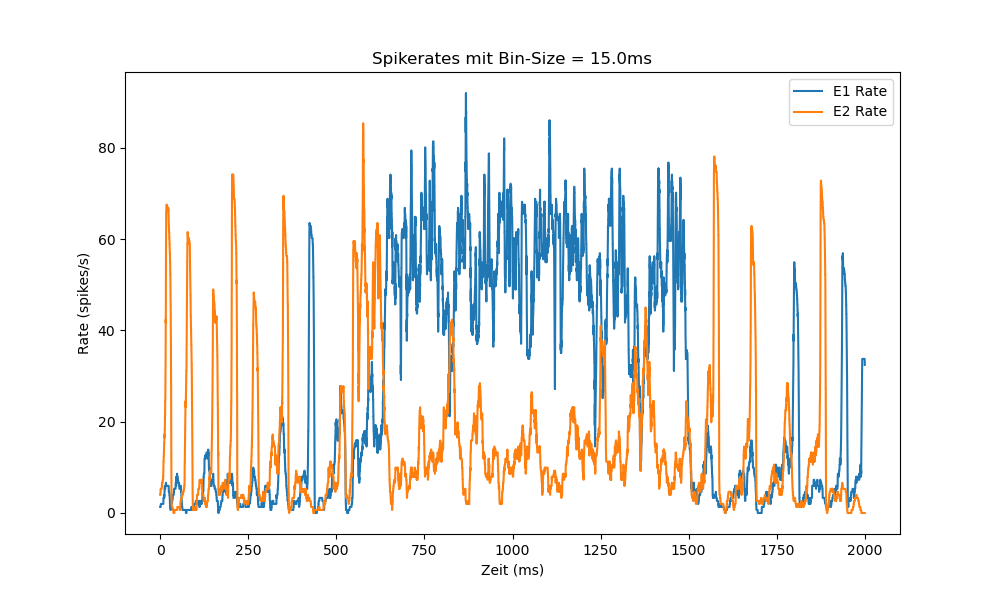 Spikerates mit Bin-Size = 15.0ms
E1 Rate
E2 Rate
Rate (spikes/s)
80
60
40
20
0
0 250 500 750 1000 1250 1500 1750 2000
Zeit (ms)